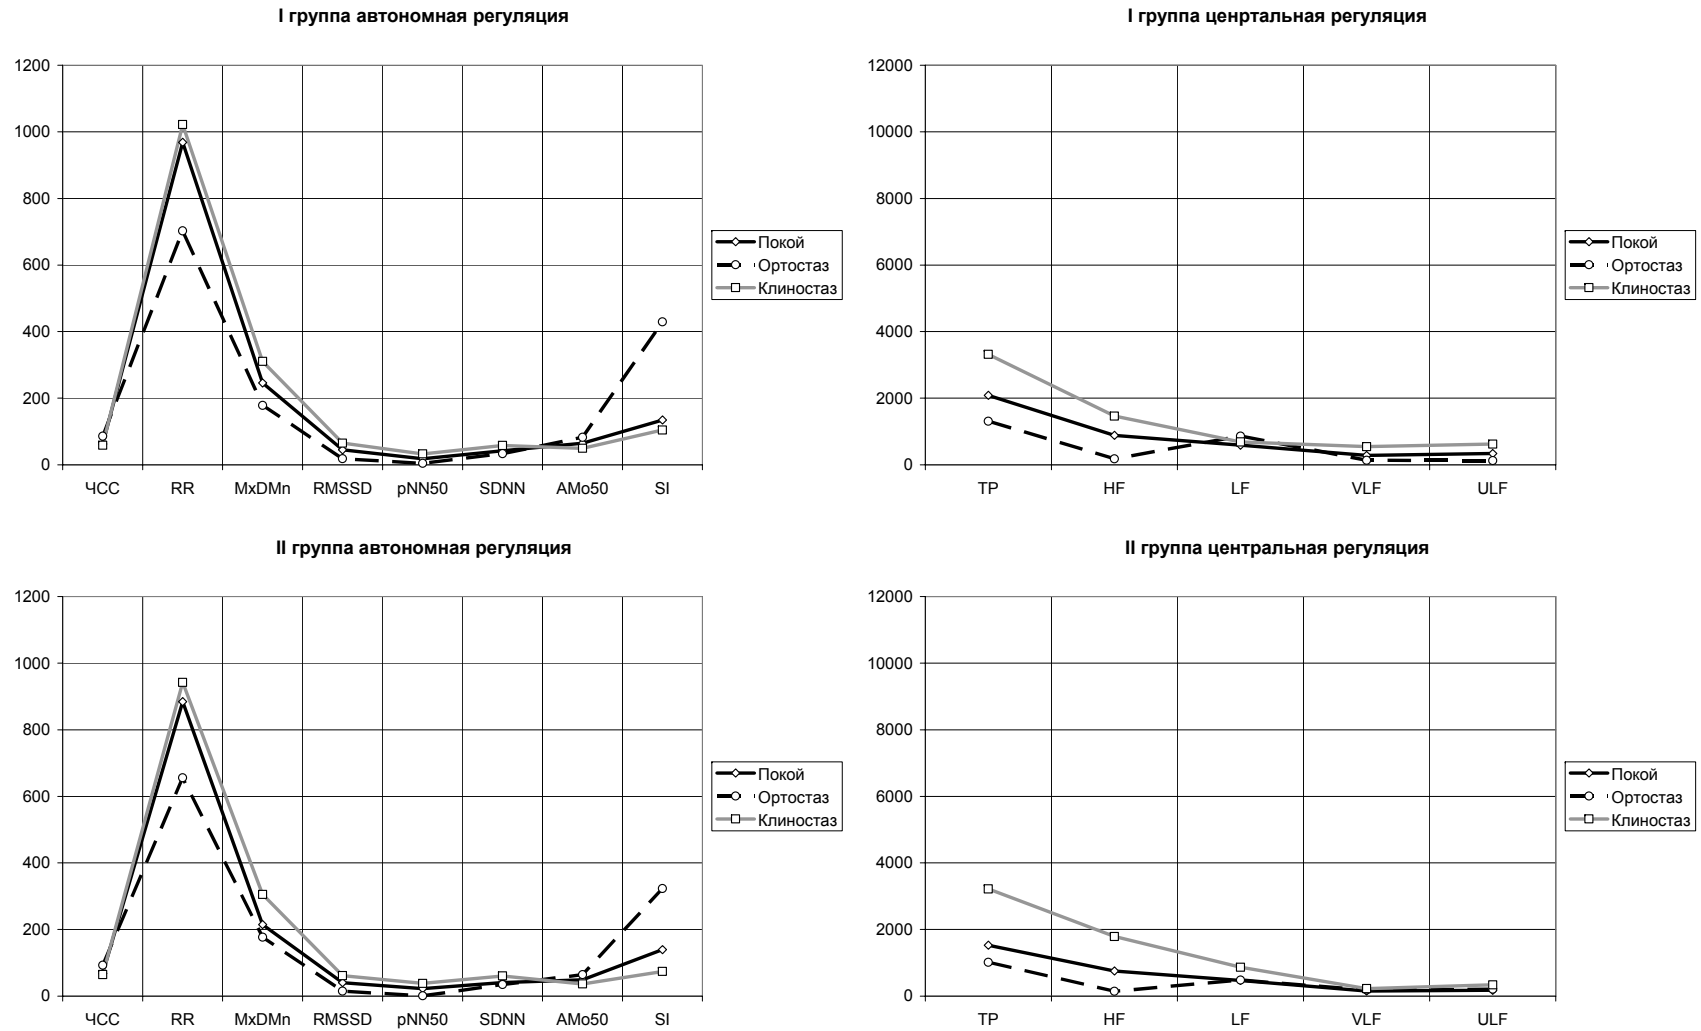 I группа автономная регуляция
1200
1000
800
600
400
200
0
ЧСС RR MxDMn RMSSD pNN50 SDNN AMo50 SI
Покой
Ортостаз
Клиностаз
I группа ценртальная регуляция
12000
10000
8000
6000
4000
2000
0
TP HF LF VLF ULF
Покой
Ортостаз
Клиностаз
II группа автономная регуляция
1200
1000
800
600
400
200
0
ЧСС RR MxDMn RMSSD pNN50 SDNN AMo50 SI
Покой
Ортостаз
Клиностаз
II группа центральная регуляция
12000
10000
8000
6000
4000
2000
0
TP HF LF VLF ULF
Покой
Ортостаз
Клиностаз